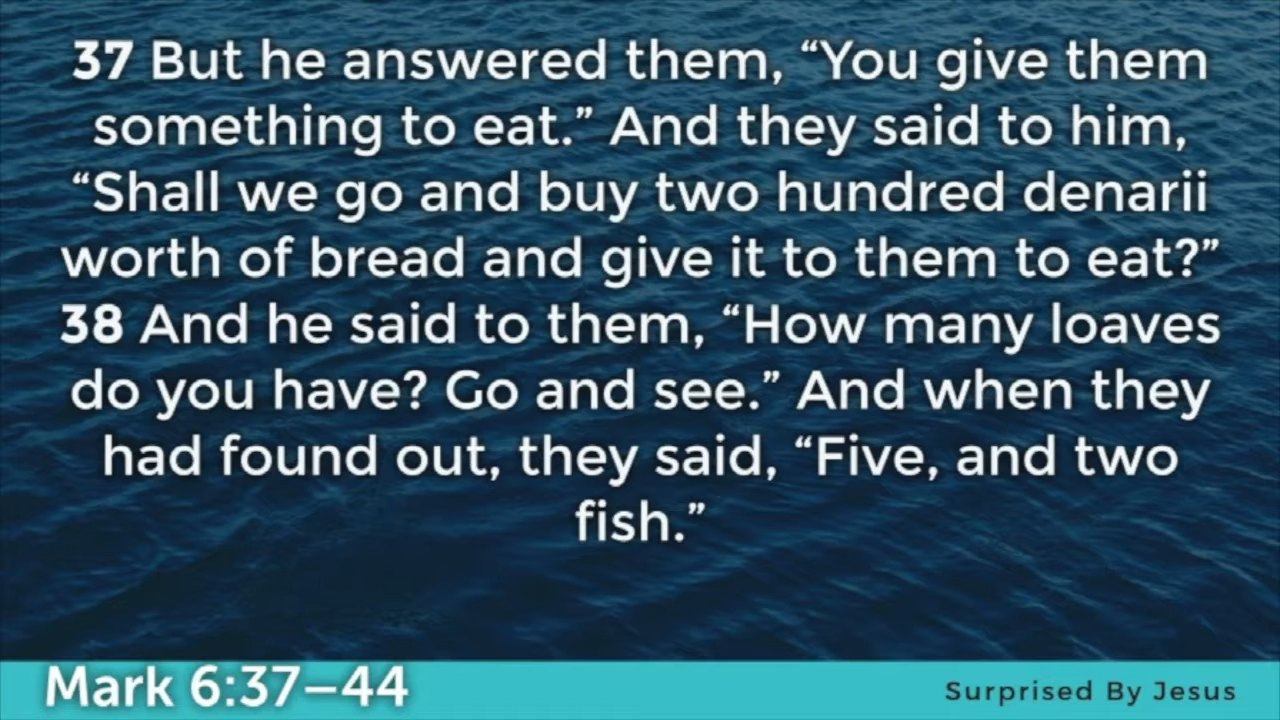 37 But he answered them, “You give them
something to eat.” And they said to him,
“Shall we go and buy two hundred denarii
worth of bread and give it to them to eat?”
38 And he said to them, “How many loaves
do you have? Go and see.” And when they
had found out, they said, “Five, and two
fish.”
Mark 6:37–44
Surprised By Jesus